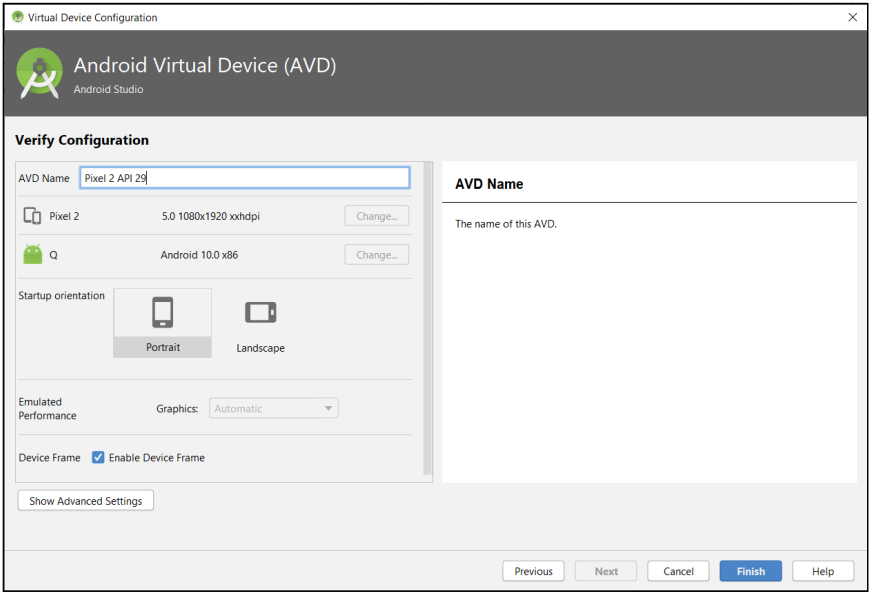 Virtual Device Configuration
Android Virtual Device (AVD)
Android Studio
Verify Configuration
AVD Name Pixel 2 API 29
Pixel 2 5.0 1080x1920 xxhdpi Change...
Q Android 10.0 x86 Change...
Startup orientation
Portrait Landscape
Emulated
Performance
Graphics: Automatic
Device Frame Enable Device Frame
Show Advanced Settings
AVD Name
The name of this AVD.
Previous Next Cancel Finish Help